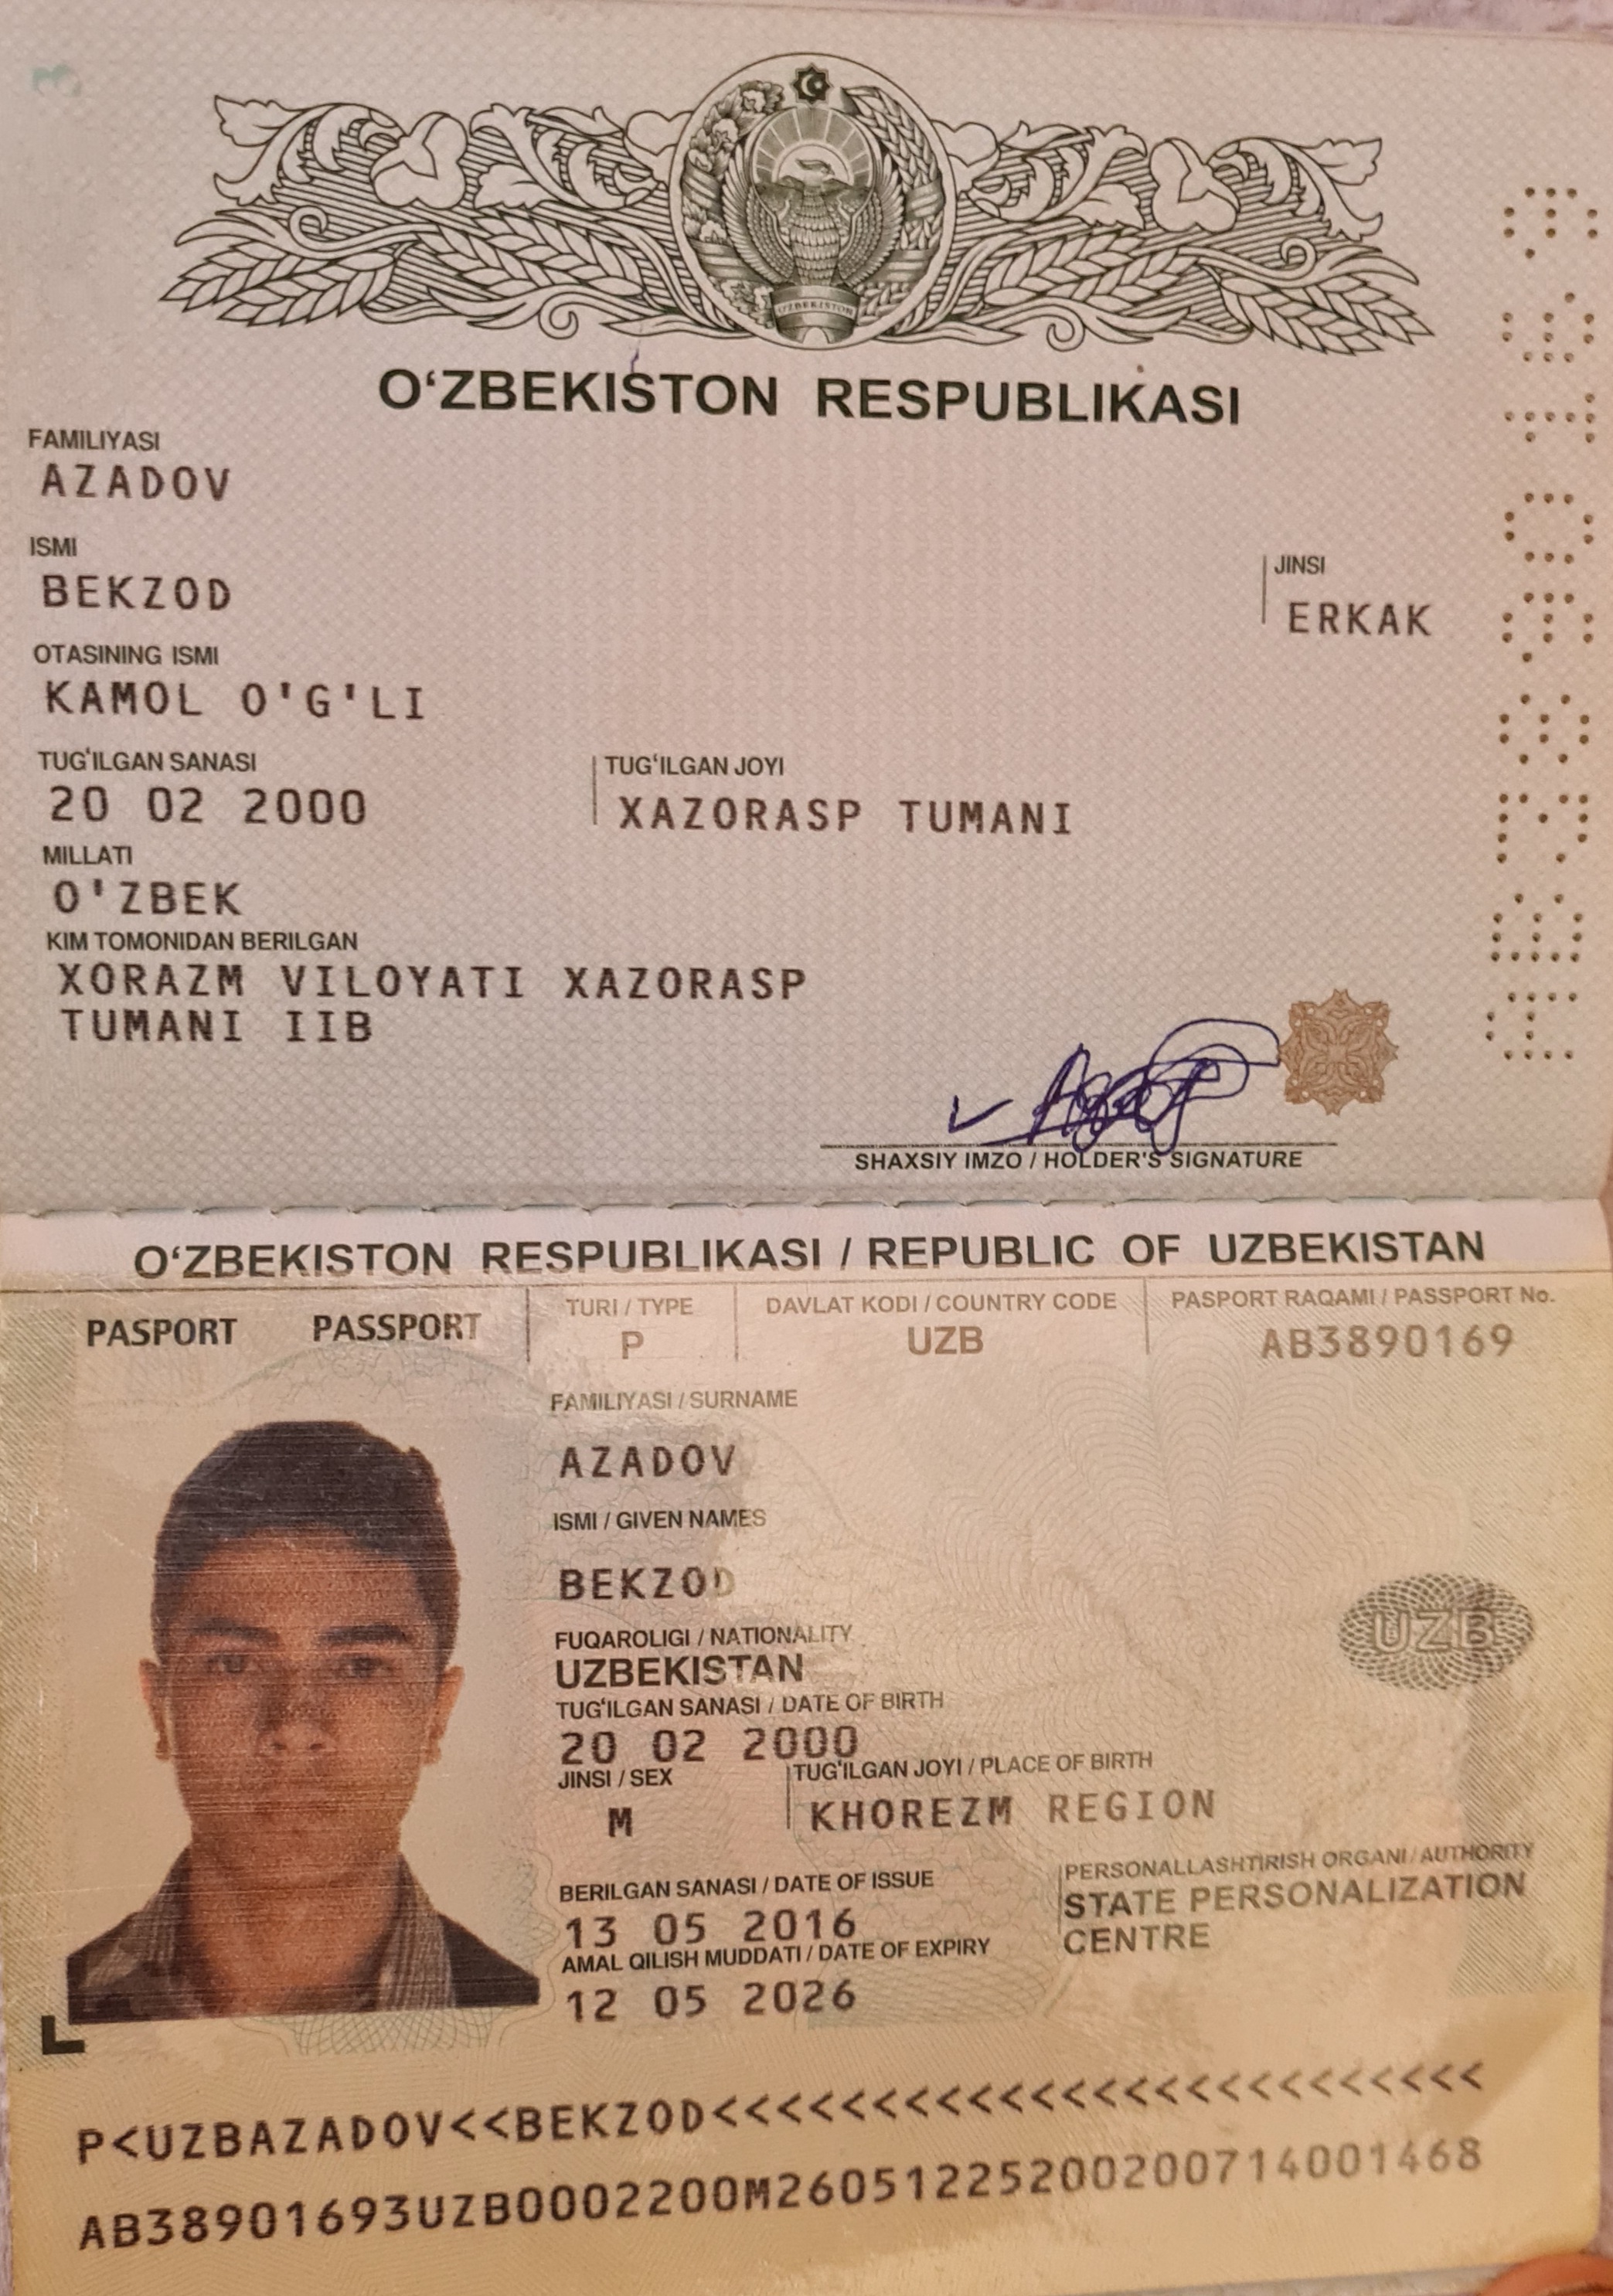 O‘ZBEKISTON
O‘ZBEKISTON RESPUBLIKASI
FAMILIYASI
AZADOV
ISMI
BEKZOD
JINSI
ERKAK
OTASINING ISMI
KAMOL O'G'LI
TUG‘ILGAN SANASI
20 02 2000
TUG‘ILGAN JOYI
XAZORASP TUMANI
MILLATI
O'ZBEK
KIM TOMONIDAN BERILGAN
XORAZM VILOYATI XAZORASP
TUMANI IIB
SHAXSIY IMZO / HOLDER'S SIGNATURE
O‘ZBEKISTON RESPUBLIKASI / REPUBLIC OF UZBEKISTAN
PASPORT PASSPORT
TURI / TYPE
P
DAVLAT KODI / COUNTRY CODE
UZB
PASPORT RAQAMI / PASSPORT No.
AB3890169
FAMILIYASI / SURNAME
AZADOV
ISMI / GIVEN NAMES
BEKZOD
FUQAROLIGI / NATIONALITY
UZBEKISTAN
UZB
TUG‘ILGAN SANASI / DATE OF BIRTH
20 02 2000
JINSI / SEX
M
TUG‘ILGAN JOYI / PLACE OF BIRTH
KHOREZM REGION
BERILGAN SANASI / DATE OF ISSUE
13 05 2016
PERSONALLASHTIRISH ORGANI / AUTHORITY
STATE PERSONALIZATION
CENTRE
AMAL QILISH MUDDATI / DATE OF EXPIRY
12 05 2026
P<UZBAZADOV<<BEKZOD<<<<<<<<<<<<<<<<<<<<<<<<<
AB38901693UZB0002200M26051225200200714001468